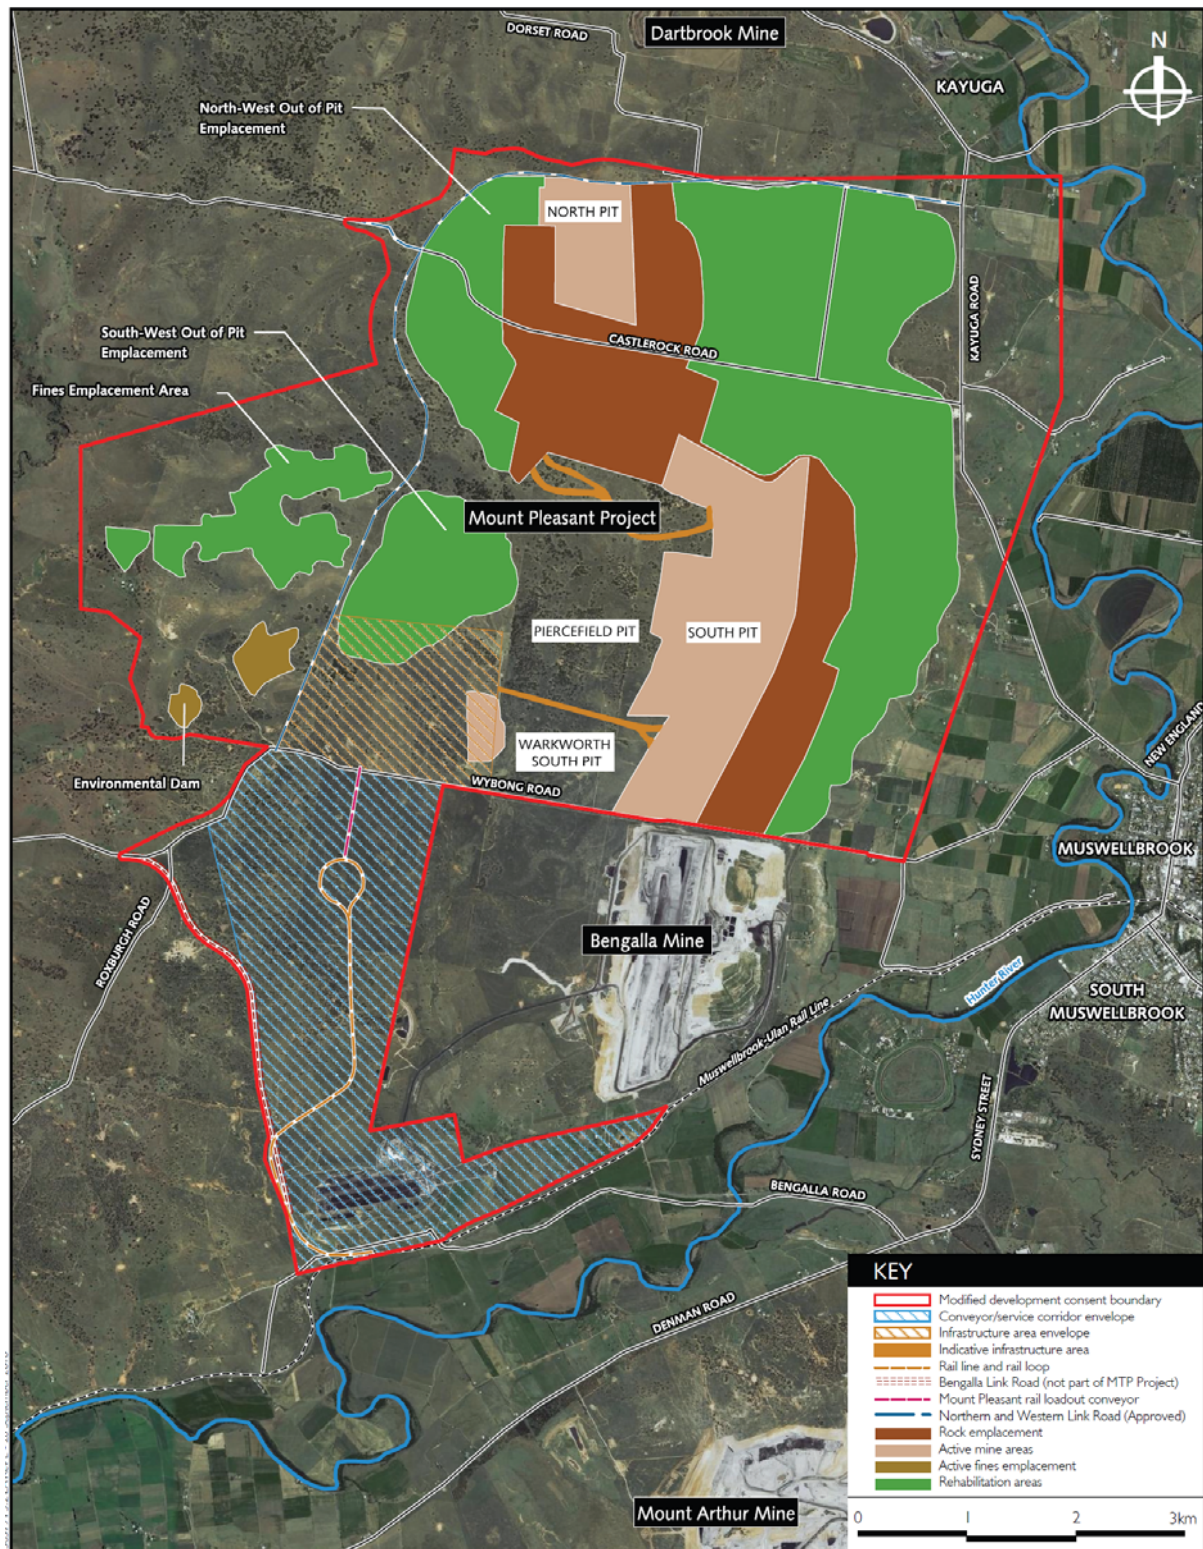 DORSET ROAD
Dartbrook Mine
KAYUGA
N
North-West Out of Pit
Emplacement
NORTH PIT
KAYUGA ROAD
South-West Out of Pit
Emplacement
CASTLEROCK ROAD
Fines Emplacement Area
Mount Pleasant Project
PIERCEFIELD PIT
SOUTH PIT
WARKWORTH
SOUTH PIT
NEW ENGLAND
Environmental Dam
WYBONG ROAD
MUSWELLBROOK
ROXBURGH ROAD
Bengalla Mine
Hunter River
SOUTH
MUSWELLBROOK
Muswellbrook-Ulan Rail Line
SYDNEY STREET
BENGALLA ROAD
DENMAN ROAD
KEY
Modified development consent boundary
Conveyor/service corridor envelope
Infrastructure area envelope
Indicative infrastructure area
Rail line and rail loop
Bengalla Link Road (not part of MTP Project)
Mount Pleasant rail loadout conveyor
Northern and Western Link Road (Approved)
Rock emplacement
Active mine areas
Active fines emplacement
Rehabilitation areas
Mount Arthur Mine
0 1 2 3km